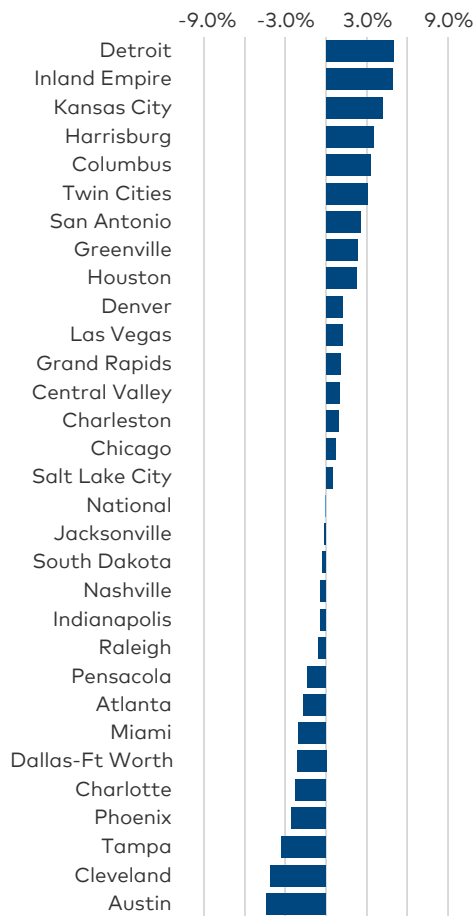 -9.0% -3.0% 3.0% 9.0%
Detroit
Inland Empire
Kansas City
Harrisburg
Columbus
Twin Cities
San Antonio
Greenville
Houston
Denver
Las Vegas
Grand Rapids
Central Valley
Charleston
Chicago
Salt Lake City
National
Jacksonville
South Dakota
Nashville
Indianapolis
Raleigh
Pensacola
Atlanta
Miami
Dallas-Ft Worth
Charlotte
Phoenix
Tampa
Cleveland
Austin